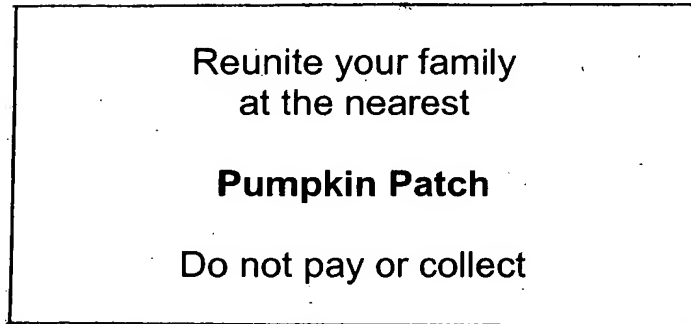 Reunite your family
at the nearest
Pumpkin Patch
Do not pay or collect